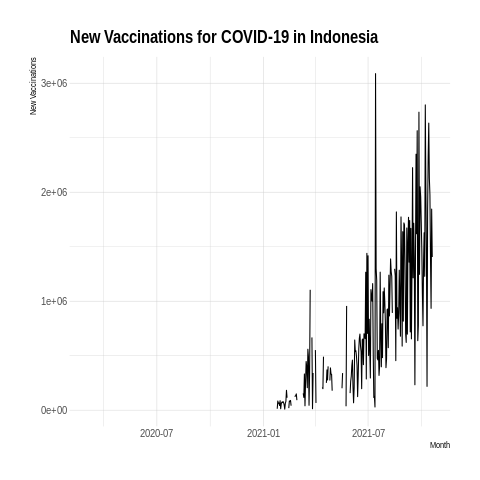 New Vaccinations for COVID-19 in Indonesia
New Vaccinations
3e+06
2e+06
1e+06
0e+00
2020-07 2021-01 2021-07
Month